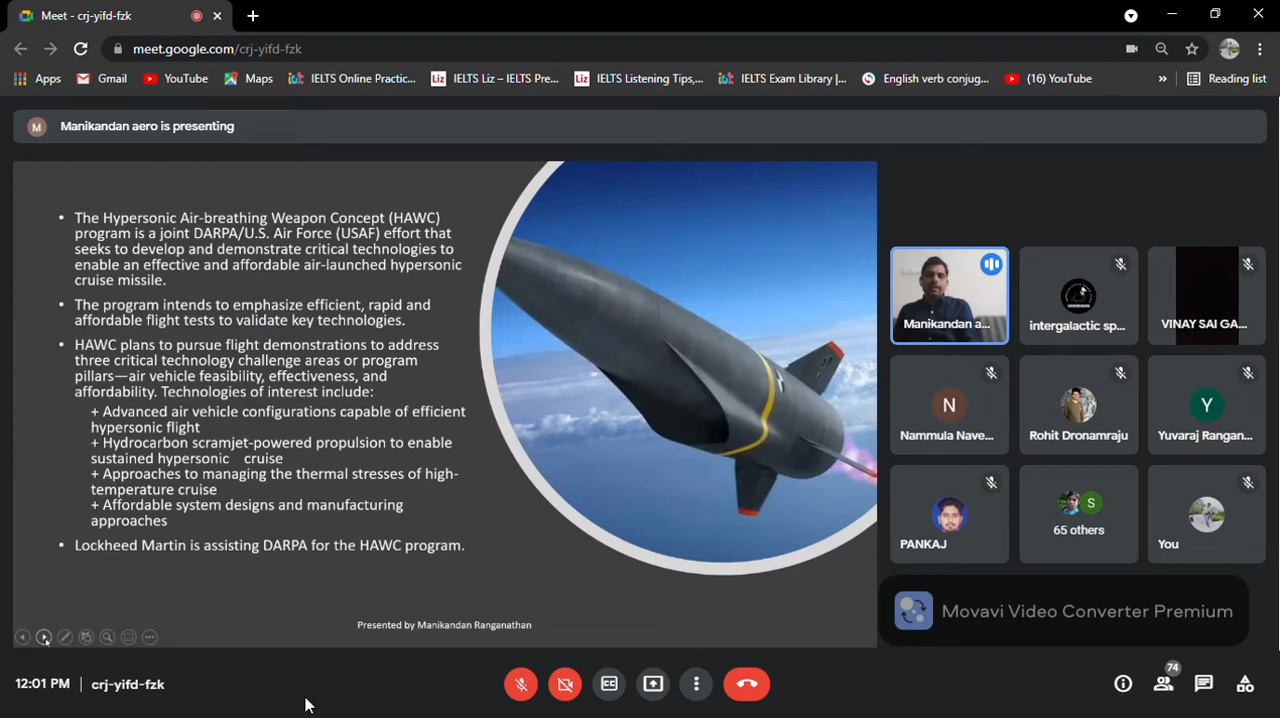 Meet - crj-yifd-fzk
meet.google.com/crj-yifd-fzk
Apps
Gmail
YouTube
Maps
IELTS Online Practic...
Liz
IELTS Liz – IELTS Pre...
Liz
IELTS Listening Tips,...
IELTS Exam Library |...
English verb conjug...
(16) YouTube
»
Reading list
M
Manikandan aero is presenting
• The Hypersonic Air-breathing Weapon Concept (HAWC)
program is a joint DARPA/U.S. Air Force (USAF) effort that
seeks to develop and demonstrate critical technologies to
enable an effective and affordable air-launched hypersonic
cruise missile.
• The program intends to emphasize efficient, rapid and
affordable flight tests to validate key technologies.
• HAWC plans to pursue flight demonstrations to address
three critical technology challenge areas or program
pillars—air vehicle feasibility, effectiveness, and
affordability. Technologies of interest include:
+ Advanced air vehicle configurations capable of efficient
hypersonic flight
+ Hydrocarbon scramjet-powered propulsion to enable
sustained hypersonic cruise
+ Approaches to managing the thermal stresses of high-
temperature cruise
+ Affordable system designs and manufacturing
approaches
• Lockheed Martin is assisting DARPA for the HAWC program.
Presented by Manikandan Ranganathan
Manikandan a...
intergalactic sp...
VINAY SAI GA...
N
Nammula Nave...
Rohit Dronamraju
Y
Yuvaraj Rangan...
PANKAJ
S
65 others
You
Movavi Video Converter Premium
12:01 PM
crj-yifd-fzk
CC
74